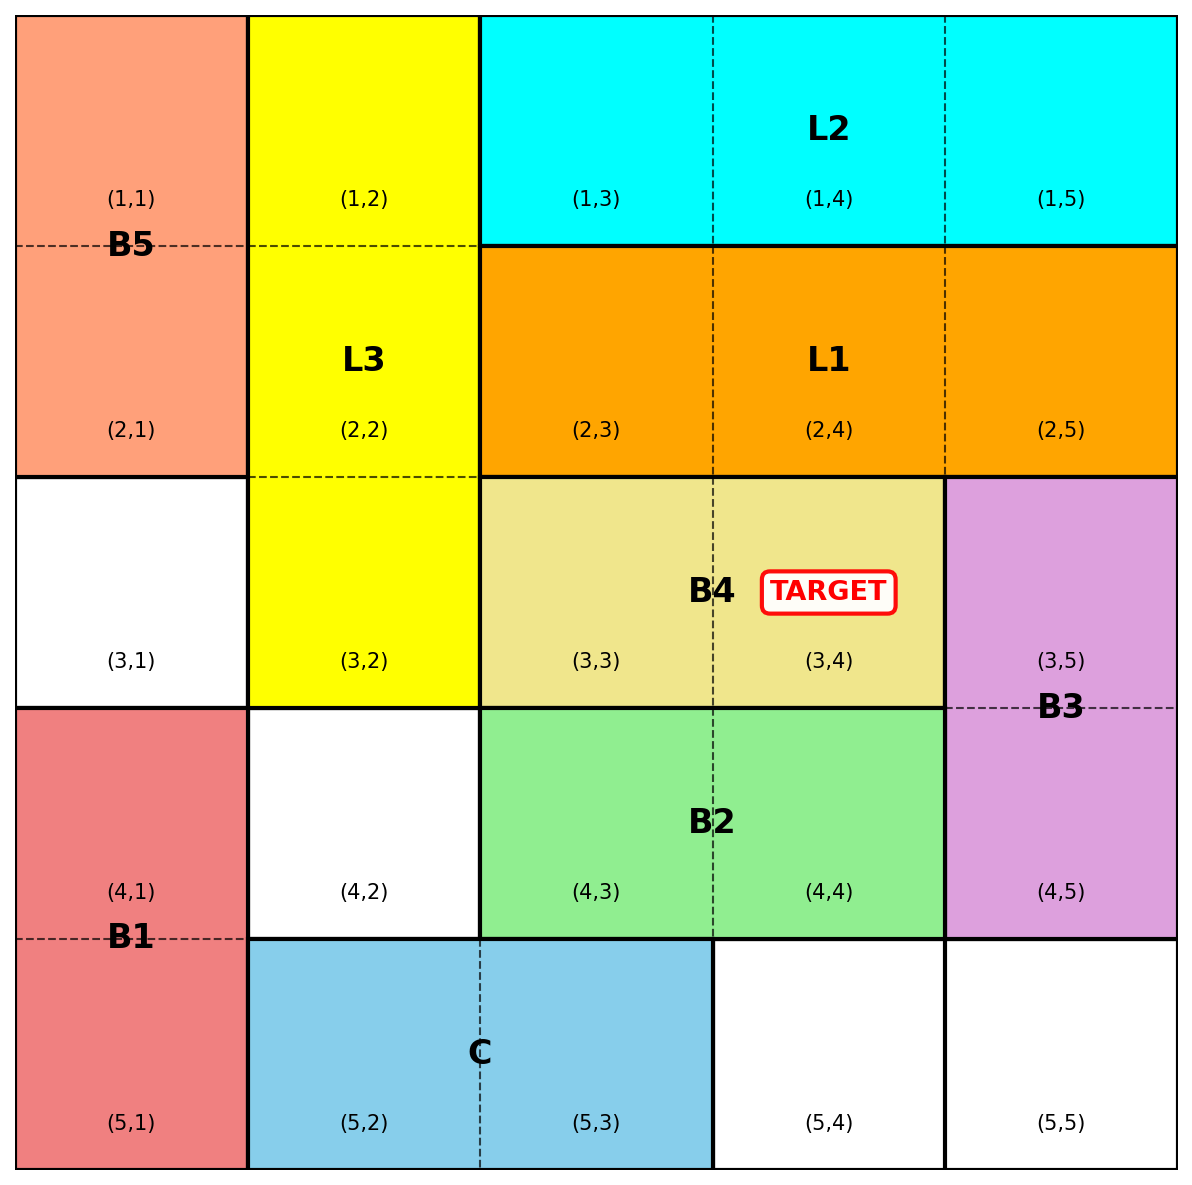 L2
(1,1) (1,2) (1,3) (1,4) (1,5)
B5
L3 L1
(2,1) (2,2) (2,3) (2,4) (2,5)
B4 TARGET
(3,1) (3,2) (3,3) (3,4) (3,5)
B3
B2
(4,1) (4,2) (4,3) (4,4) (4,5)
B1
C
(5,1) (5,2) (5,3) (5,4) (5,5)